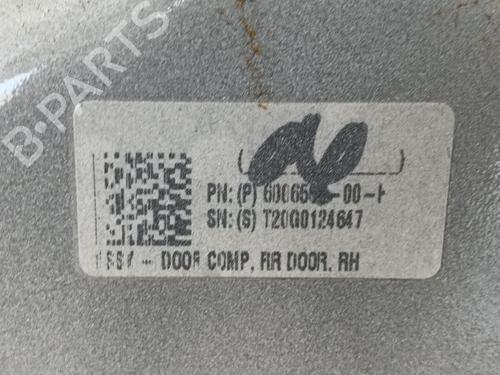 B-PARTS
PN: (P)
SN: (S) T20G0124647
- DOOR COMP, RR DOOR, RH